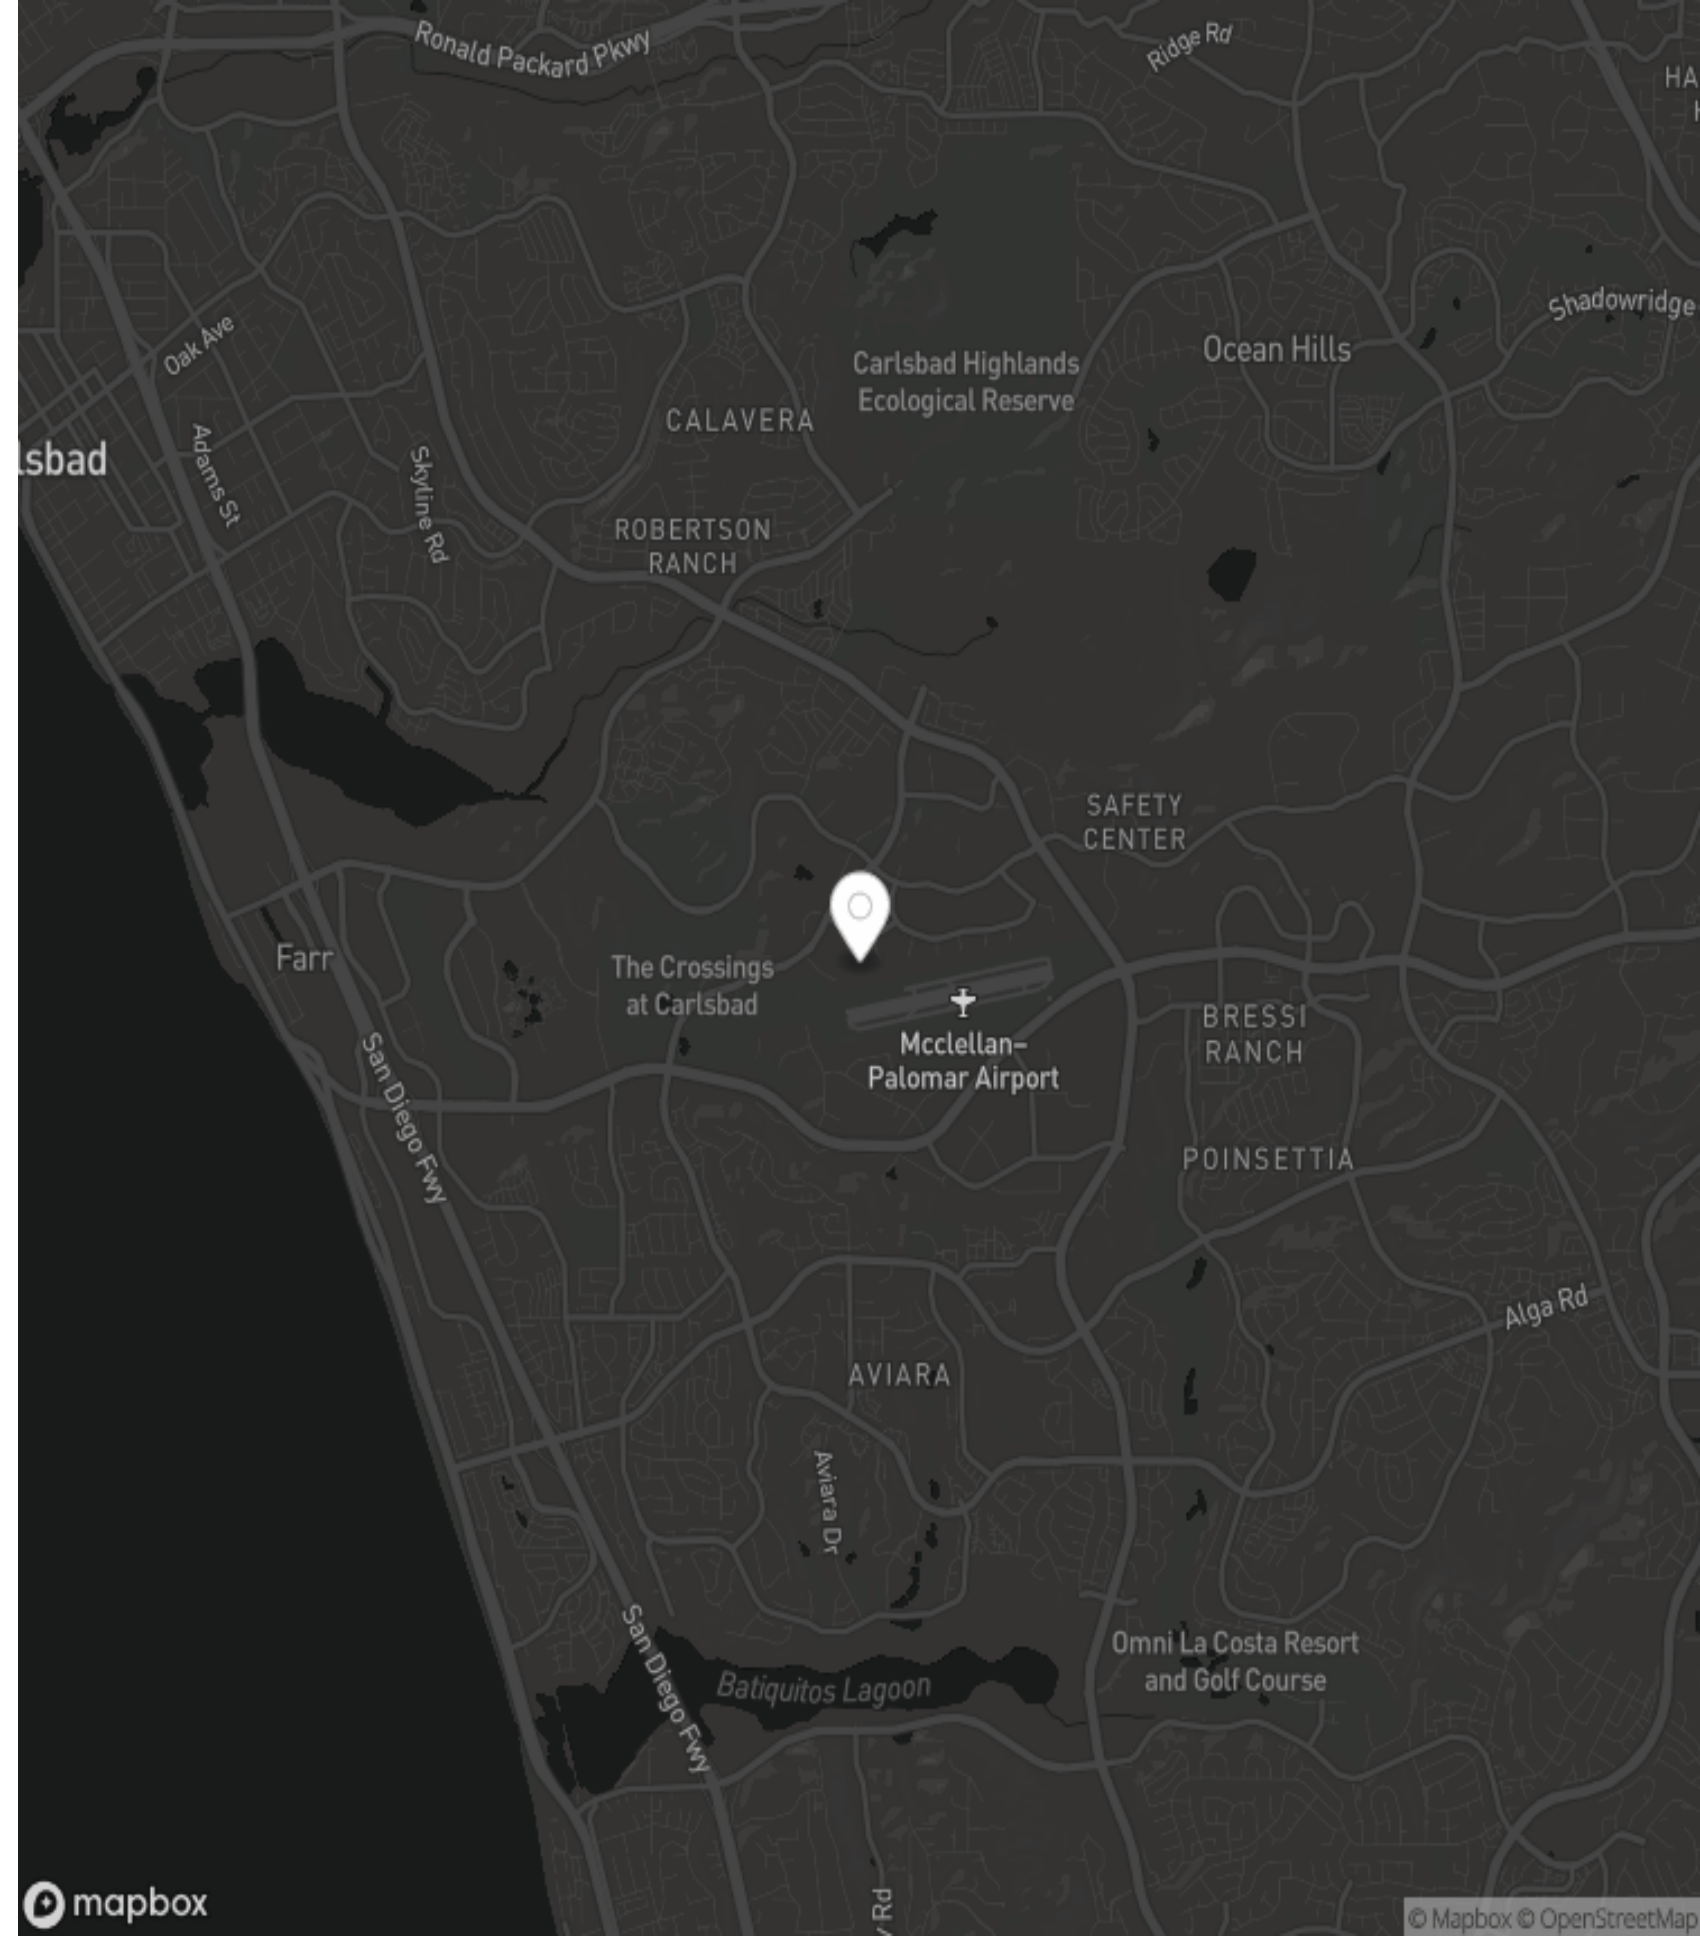 Ronald Packard Pkwy
Ridge Rd
HA
Shadowridge
Oak Ave
Ocean Hills
Carlsbad Highlands
Ecological Reserve
CALAVERA
lsbad
Adams St
Skyline Rd
ROBERTSON
RANCH
SAFETY
CENTER
Farr
The Crossings
at Carlsbad
Mcclellan–
Palomar Airport
BRESSI
RANCH
San Diego Fwy
POINSETTIA
Alga Rd
AVIARA
Aviara Dr
San Diego Fwy
Omni La Costa Resort
and Golf Course
Batiquitos Lagoon
Rd
mapbox
© Mapbox © OpenStreetMap